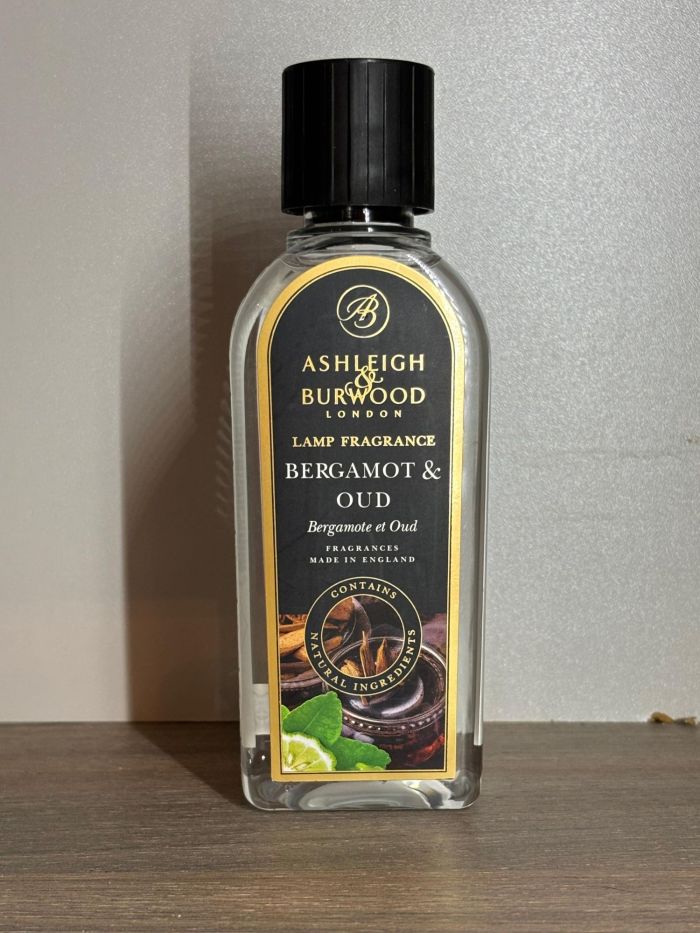 AB
ASHLEIGH
&
BURWOOD
LONDON
LAMP FRAGRANCE
BERGAMOT &
OUD
Bergamote et Oud
FRAGRANCES
MADE IN ENGLAND
CONTAINS
NATURAL INGREDIENTS